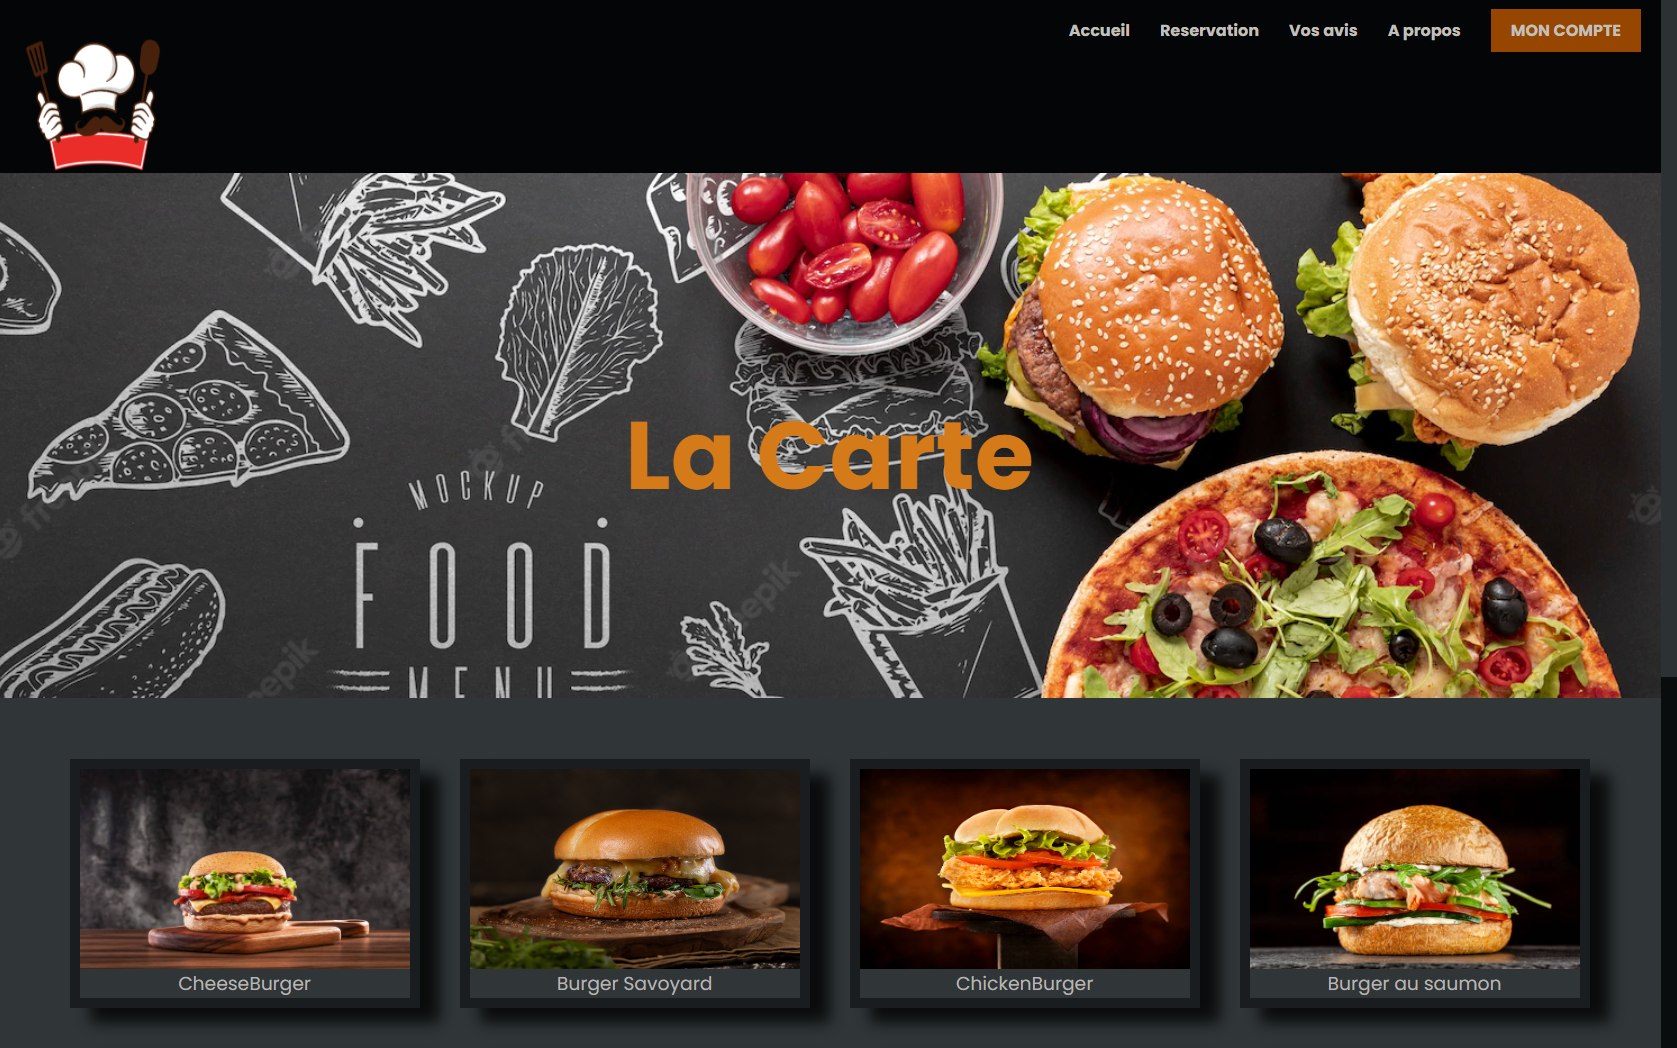 Accueil Reservation Vos avis A propos MON COMPTE
La Carte
MOCKUP
FOOD
MENU
freepik
CheeseBurger Burger Savoyard ChickenBurger Burger au saumon